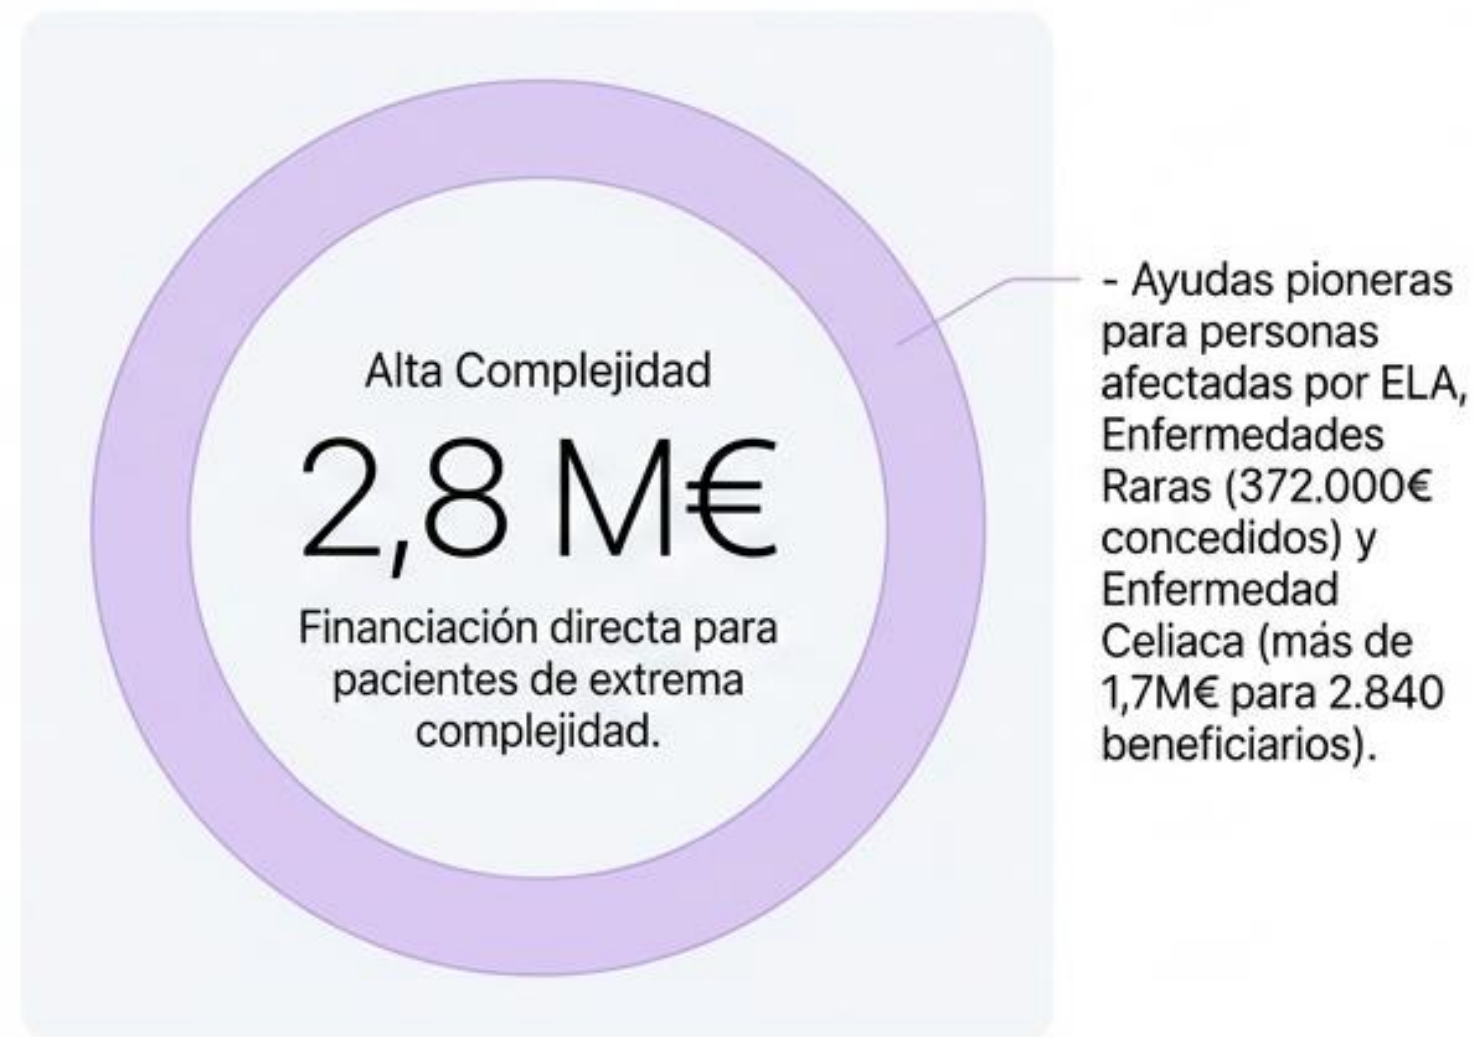 Alta Complejidad
2,8 M€
Financiación directa para
pacientes de extrema
complejidad.
- Ayudas pioneras
para personas
afectadas por ELA,
Enfermedades
Raras (372.000€
concedidos) y
Enfermedad
Celiaca (más de
1,7M€ para 2.840
beneficiarios).